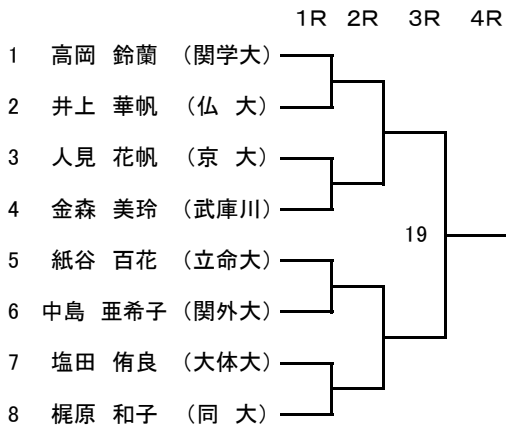 1R 2R 3R 4R
1 高岡 鈴蘭 (関学大)
2 井上 華帆 (仏 大)
3 人見 花帆 (京 大)
4 金森 美玲 (武庫川)
19
5 紙谷 百花 (立命大)
6 中島 亜希子 (関外大)
7 塩田 侑良 (大体大)
8 梶原 和子 (同 大)